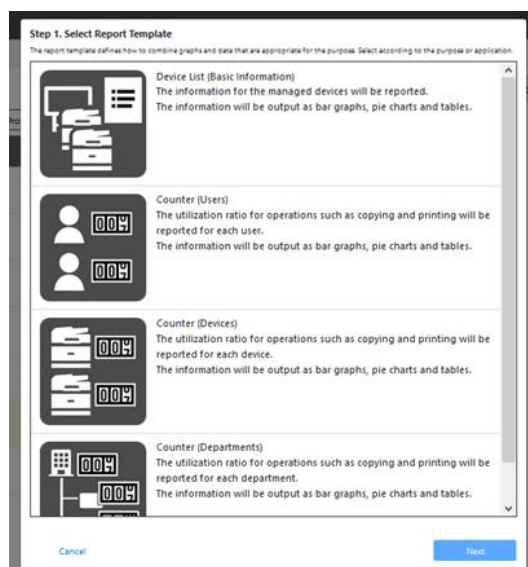 Step 1. Select Report Template
The report template defines how to combine graphs and data that are appropriate for the purpose. Select according to the purpose or application.
Device List (Basic Information)
The information for the managed devices will be reported.
The information will be output as bar graphs, pie charts and tables.
Counter (Users)
The utilization ratio for operations such as copying and printing will be
reported for each user.
The information will be output as bar graphs, pie charts and tables.
Counter (Devices)
The utilization ratio for operations such as copying and printing will be
reported for each device.
The information will be output as bar graphs, pie charts and tables.
Counter (Departments)
The utilization ratio for operations such as copying and printing will be
reported for each department.
The information will be output as bar graphs, pie charts and tables.
Cancel
Next